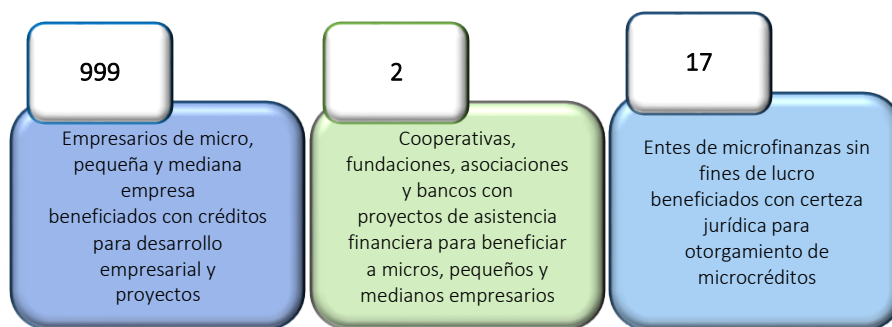 999
Empresarios de micro,
pequeña y mediana
empresa
beneficiados con créditos
para desarrollo
empresarial y
proyectos
2
Cooperativas,
fundaciones, asociaciones
y bancos con
proyectos de asistencia
financiera para beneficiar
a micros, pequeños y
medianos empresarios
17
Entes de microfinanzas sin
fines de lucro
beneficiados con certeza
jurídica para
otorgamiento de
microcréditos